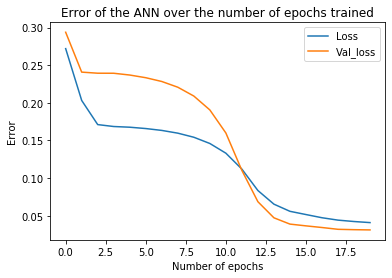 Error of the ANN over the number of epochs trained
0.30
0.25
0.20
0.15
0.10
0.05
Error
Loss
Val_loss
0.0 2.5 5.0 7.5 10.0 12.5 15.0 17.5
Number of epochs